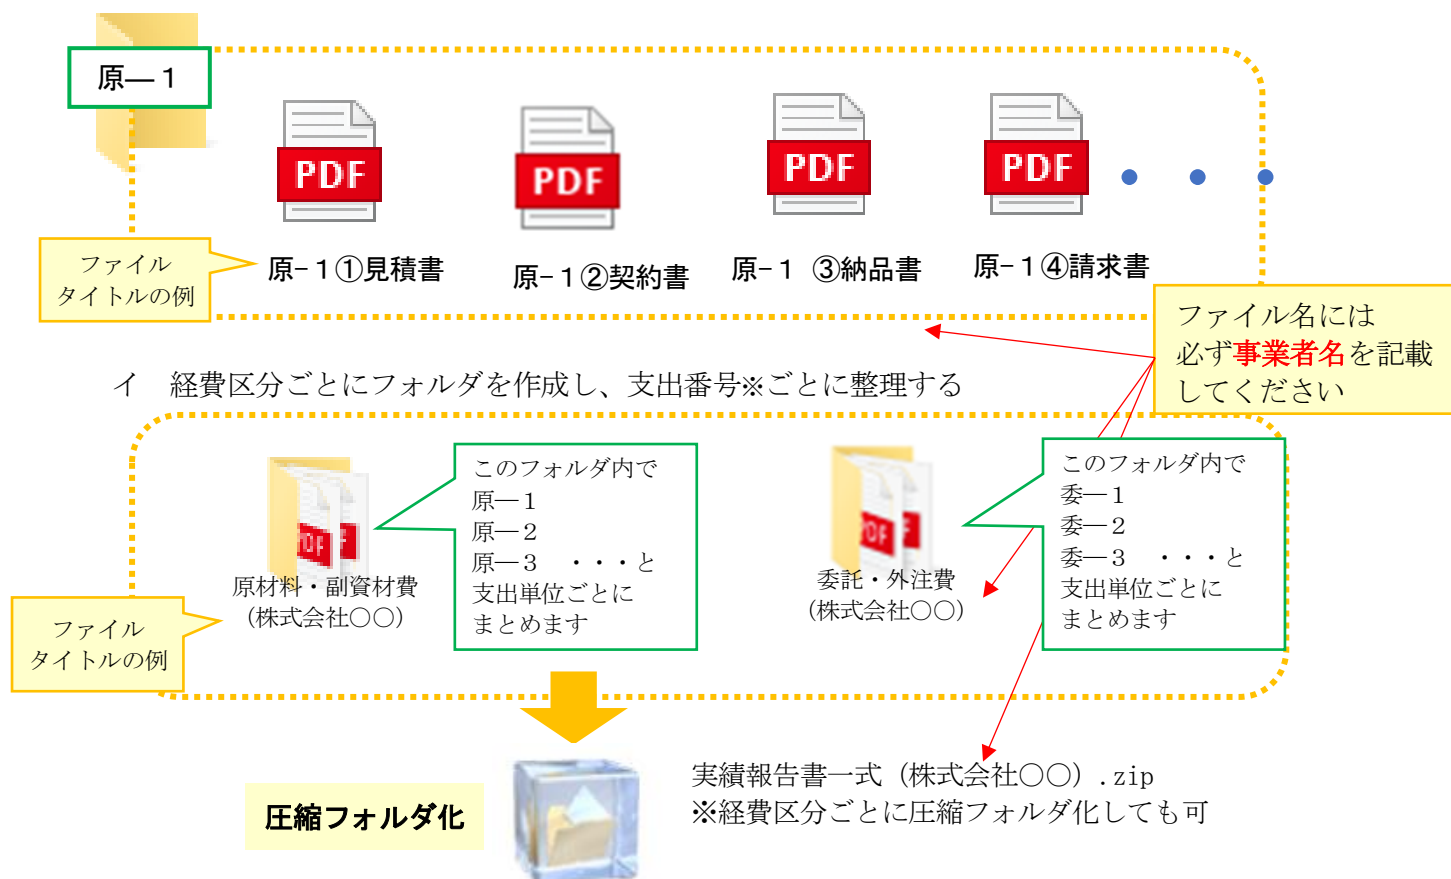 原―１
PDF
PDF
PDF
PDF
・・・
ファイル
タイトルの例
原−１①見積書
原−１②契約書
原−１　③納品書
原−１④請求書
ファイル名には
必ず事業者名を記載
してください
イ　経費区分ごとにフォルダを作成し、支出番号※ごとに整理する
PDF
原材料・副資材費
（株式会社〇〇）
このフォルダ内で
原―１
原―２
原―３　・・・と
支出単位ごとに
まとめます
PDF
委託・外注費
（株式会社〇〇）
このフォルダ内で
委―１
委―２
委―３　・・・と
支出単位ごとに
まとめます
ファイル
タイトルの例
圧縮フォルダ化
実績報告書一式（株式会社〇〇）.zip
※経費区分ごとに圧縮フォルダ化しても可